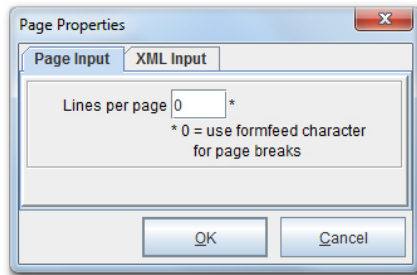 Page Properties
Page Input XML Input
Lines per page 0 *
* 0 = use formfeed character
for page breaks
OK Cancel